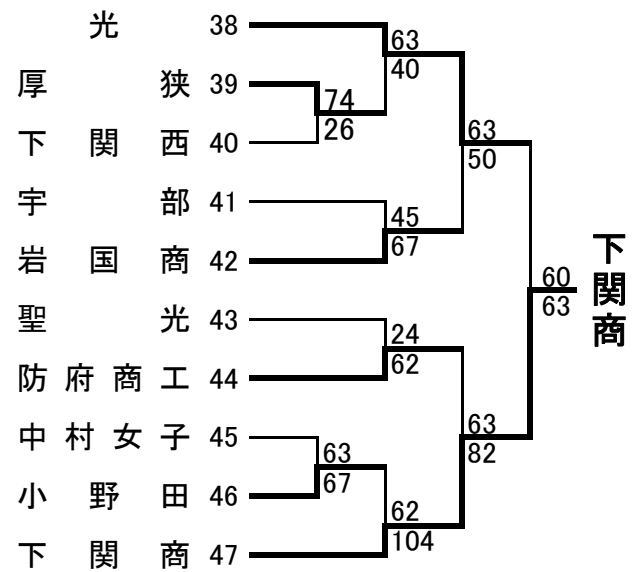 光 38
63
40
厚狭 39
74
26
下関西 40
63
50
宇部 41
45
67
岩国商 42
下関商
60
63
聖光 43
24
62
防府商工 44
63
82
中村女子 45
63
67
小野田 46
62
104
下関商 47